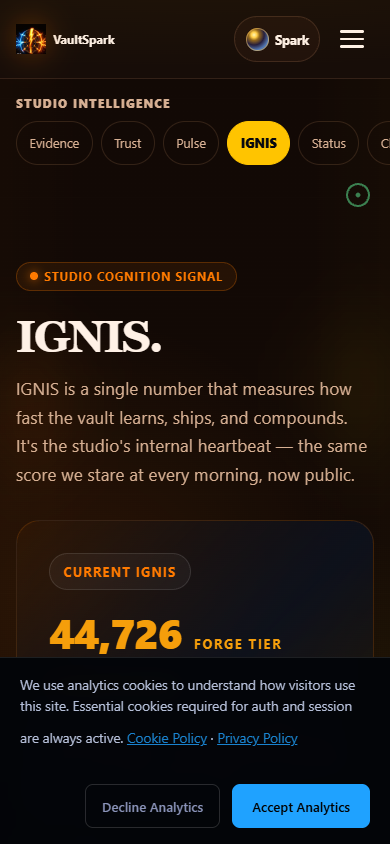 VaultSpark
Spark
STUDIO INTELLIGENCE
Evidence
Trust
Pulse
IGNIS
Status
STUDIO COGNITION SIGNAL
IGNIS.
IGNIS is a single number that measures how
fast the vault learns, ships, and compounds.
It's the studio's internal heartbeat — the same
score we stare at every morning, now public.
CURRENT IGNIS
44,726 FORGE TIER
We use analytics cookies to understand how visitors use
this site. Essential cookies required for auth and session
are always active. Cookie Policy · Privacy Policy
Decline Analytics
Accept Analytics